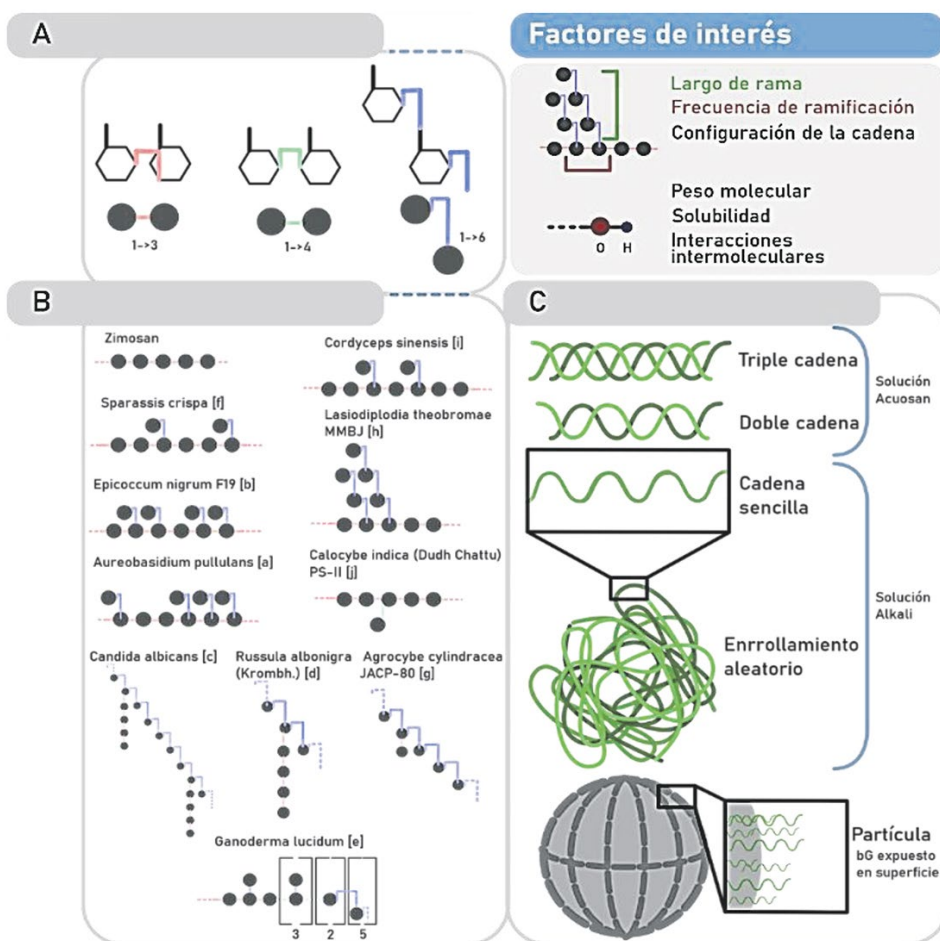 A
1->3
1->4
1->6
Factores de interés
Largo de rama
Frecuencia de ramificación
Configuración de la cadena
Peso molecular
Solubilidad
Interacciones
intermoleculares
O H
B
Zimosan
Sparassis crispa [f]
Epicoccum nigrum F19 [b]
Aureobasidium pullulans [a]
Cordyceps sinensis [i]
Lasiodiplodia theobromae
MMBJ [h]
Calocybe indica (Dudh Chattu)
PS-II [j]
Candida albicans [c]
Russula albonigra
(Krombh.) [d]
Agrocybe cylindracea
JACP-80 [g]
Ganoderma lucidum [e]
3 2 5
C
Triple cadena
Doble cadena
Solución
Acuosan
Cadena
sencilla
Enrrollamiento
aleatorio
Solución
Alkali
Partícula
bG expuesto
en superficie